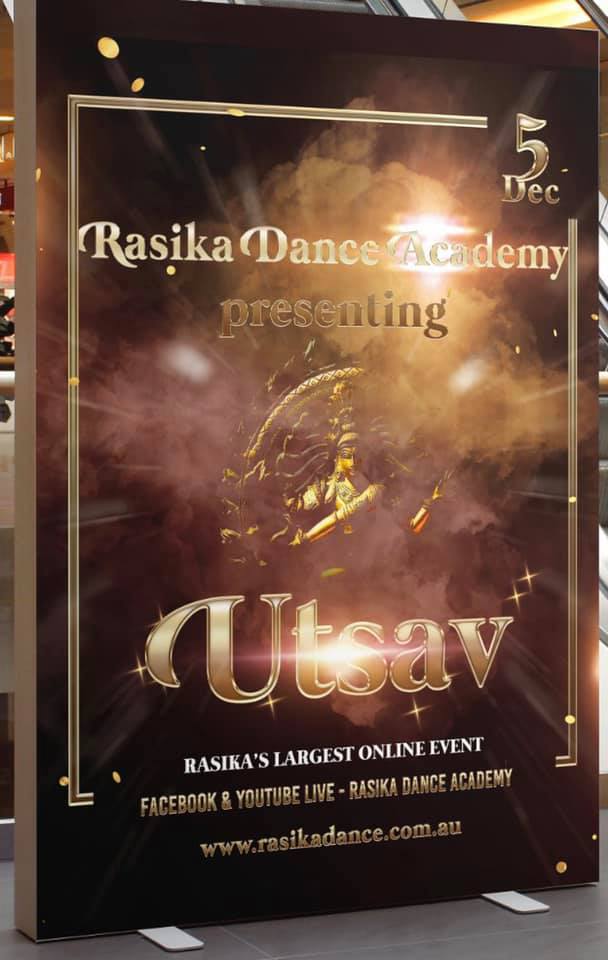 5
Dec
Rasika Dance Academy
presenting
Utsav
RASIKA'S LARGEST ONLINE EVENT
FACEBOOK & YOUTUBE LIVE - RASIKA DANCE ACADEMY
www.rasikadance.com.au